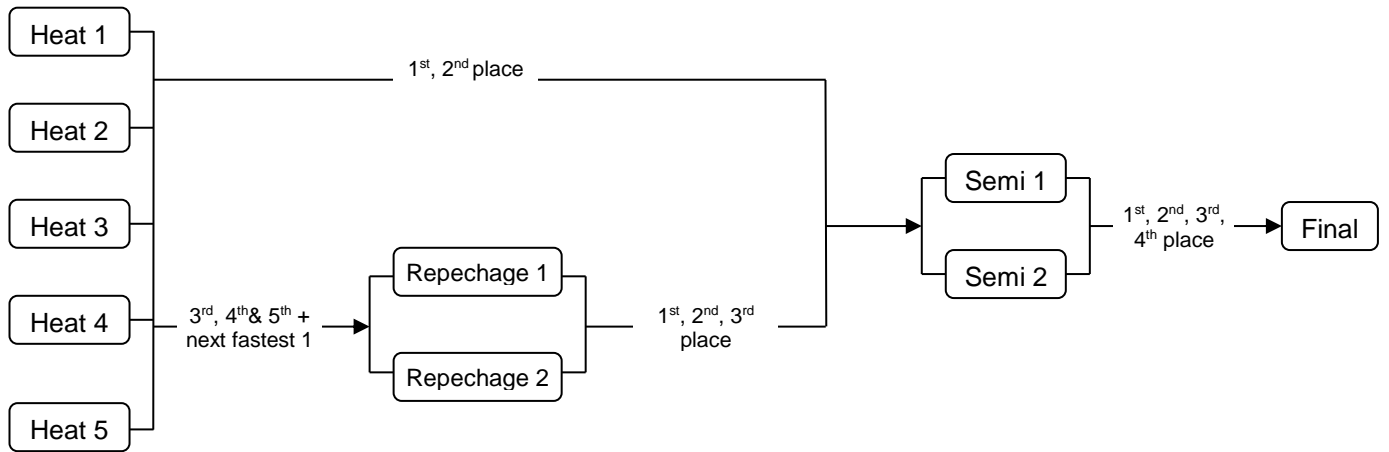 Heat 1
1st, 2nd place
Heat 2
Heat 3
Heat 4
Heat 5
3rd, 4th& 5th +
next fastest 1
Repechage 1
Repechage 2
1st, 2nd, 3rd
place
Semi 1
Semi 2
1st, 2nd, 3rd,
4th place
Final